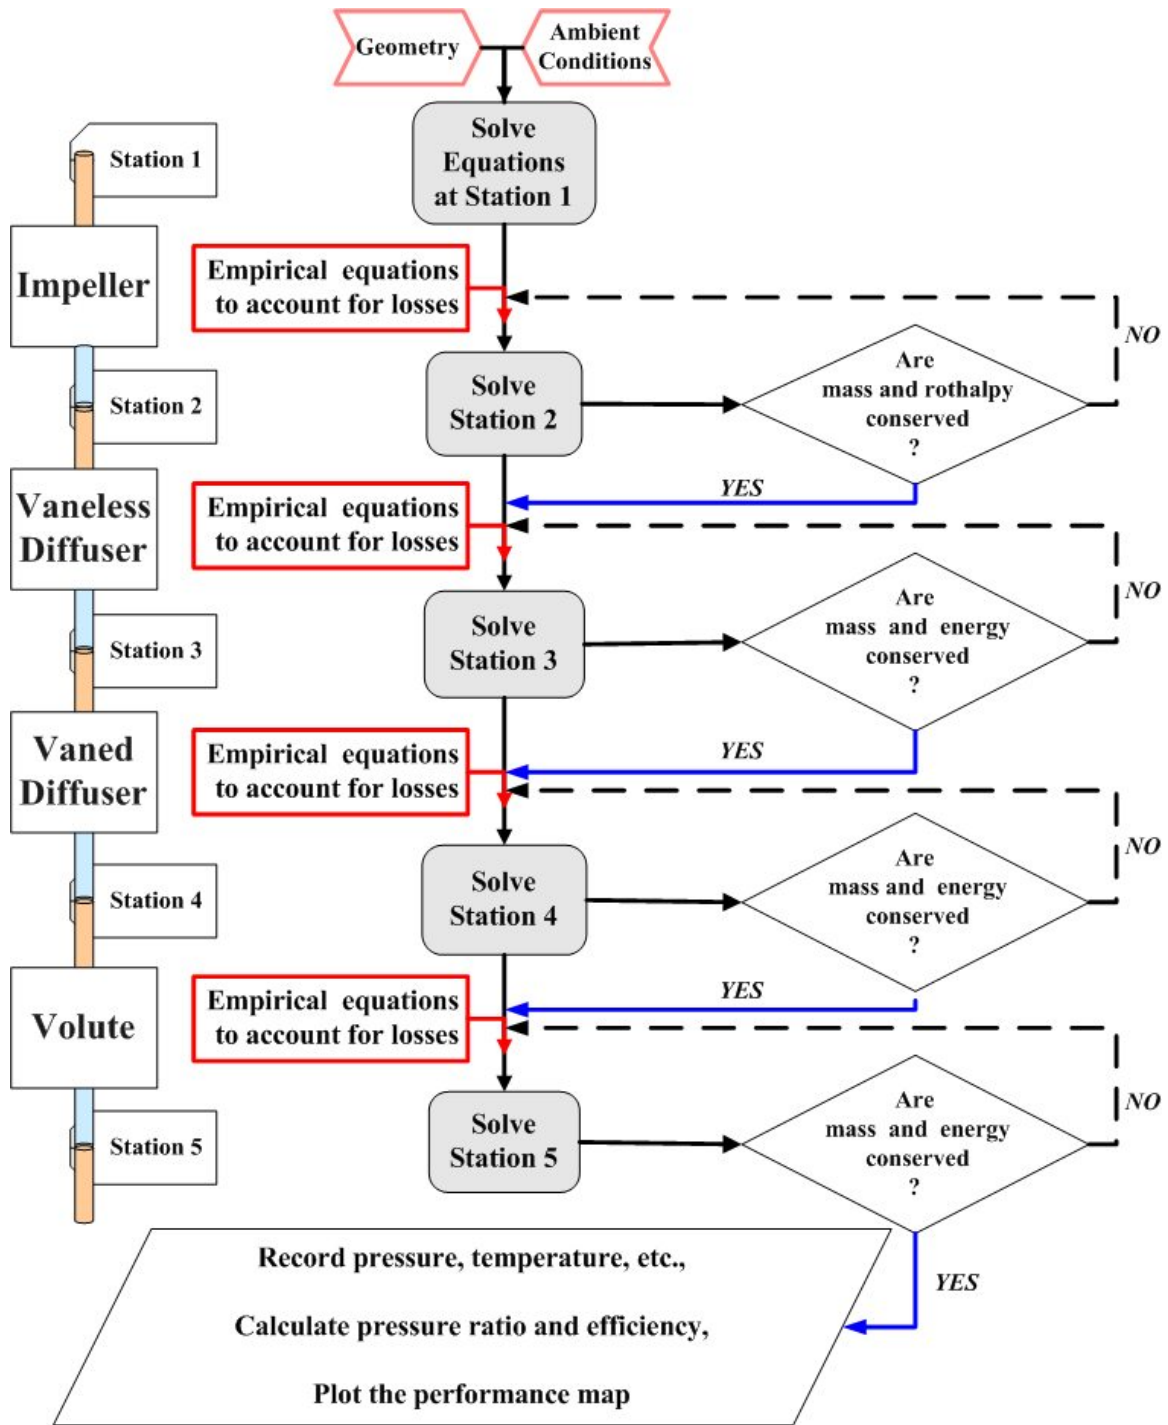 Geometry
Ambient
Conditions
Solve
Equations
at Station 1
Station 1
Impeller
Empirical equations
to account for losses
NO
Station 2
Solve
Station 2
Are
mass and rothalpy
conserved
?
YES
Vaneless
Diffuser
Empirical equations
to account for losses
NO
Station 3
Solve
Station 3
Are
mass and energy
conserved
?
YES
Vaned
Diffuser
Empirical equations
to account for losses
NO
Station 4
Solve
Station 4
Are
mass and energy
conserved
?
YES
Volute
Empirical equations
to account for losses
NO
Station 5
Solve
Station 5
Are
mass and energy
conserved
?
YES
Record pressure, temperature, etc.,
Calculate pressure ratio and efficiency,
Plot the performance map